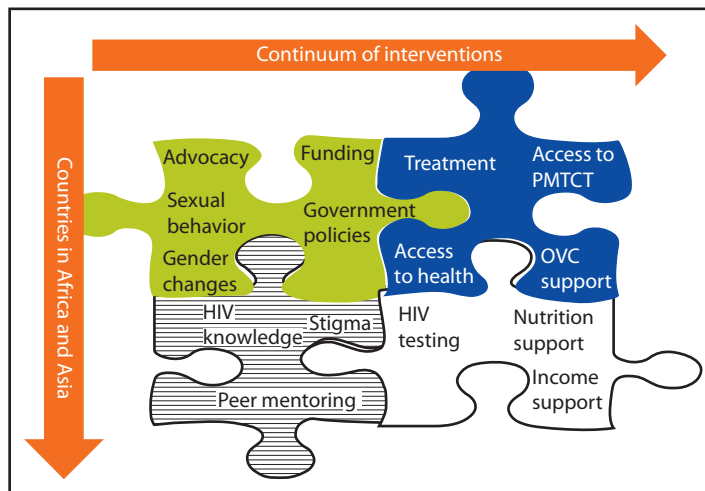 Continuum of interventions
Countries in Africa and Asia
Advocacy
Funding
Sexual
behavior
Government
policies
Gender
changes
Treatment
Access to
PMTCT
Access
to health
OVC
support
HIV
knowledge
Stigma
Peer mentoring
HIV
testing
Nutrition
support
Income
support